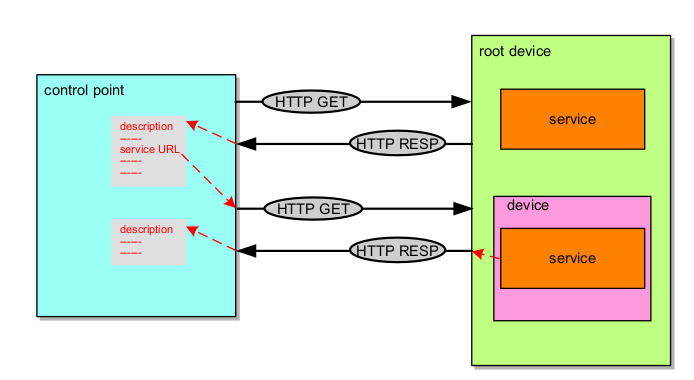 root device
control point
HTTP GET
description
------
service URL
------
------
HTTP RESP
service
HTTP GET
device
description
------
------
HTTP RESP
service